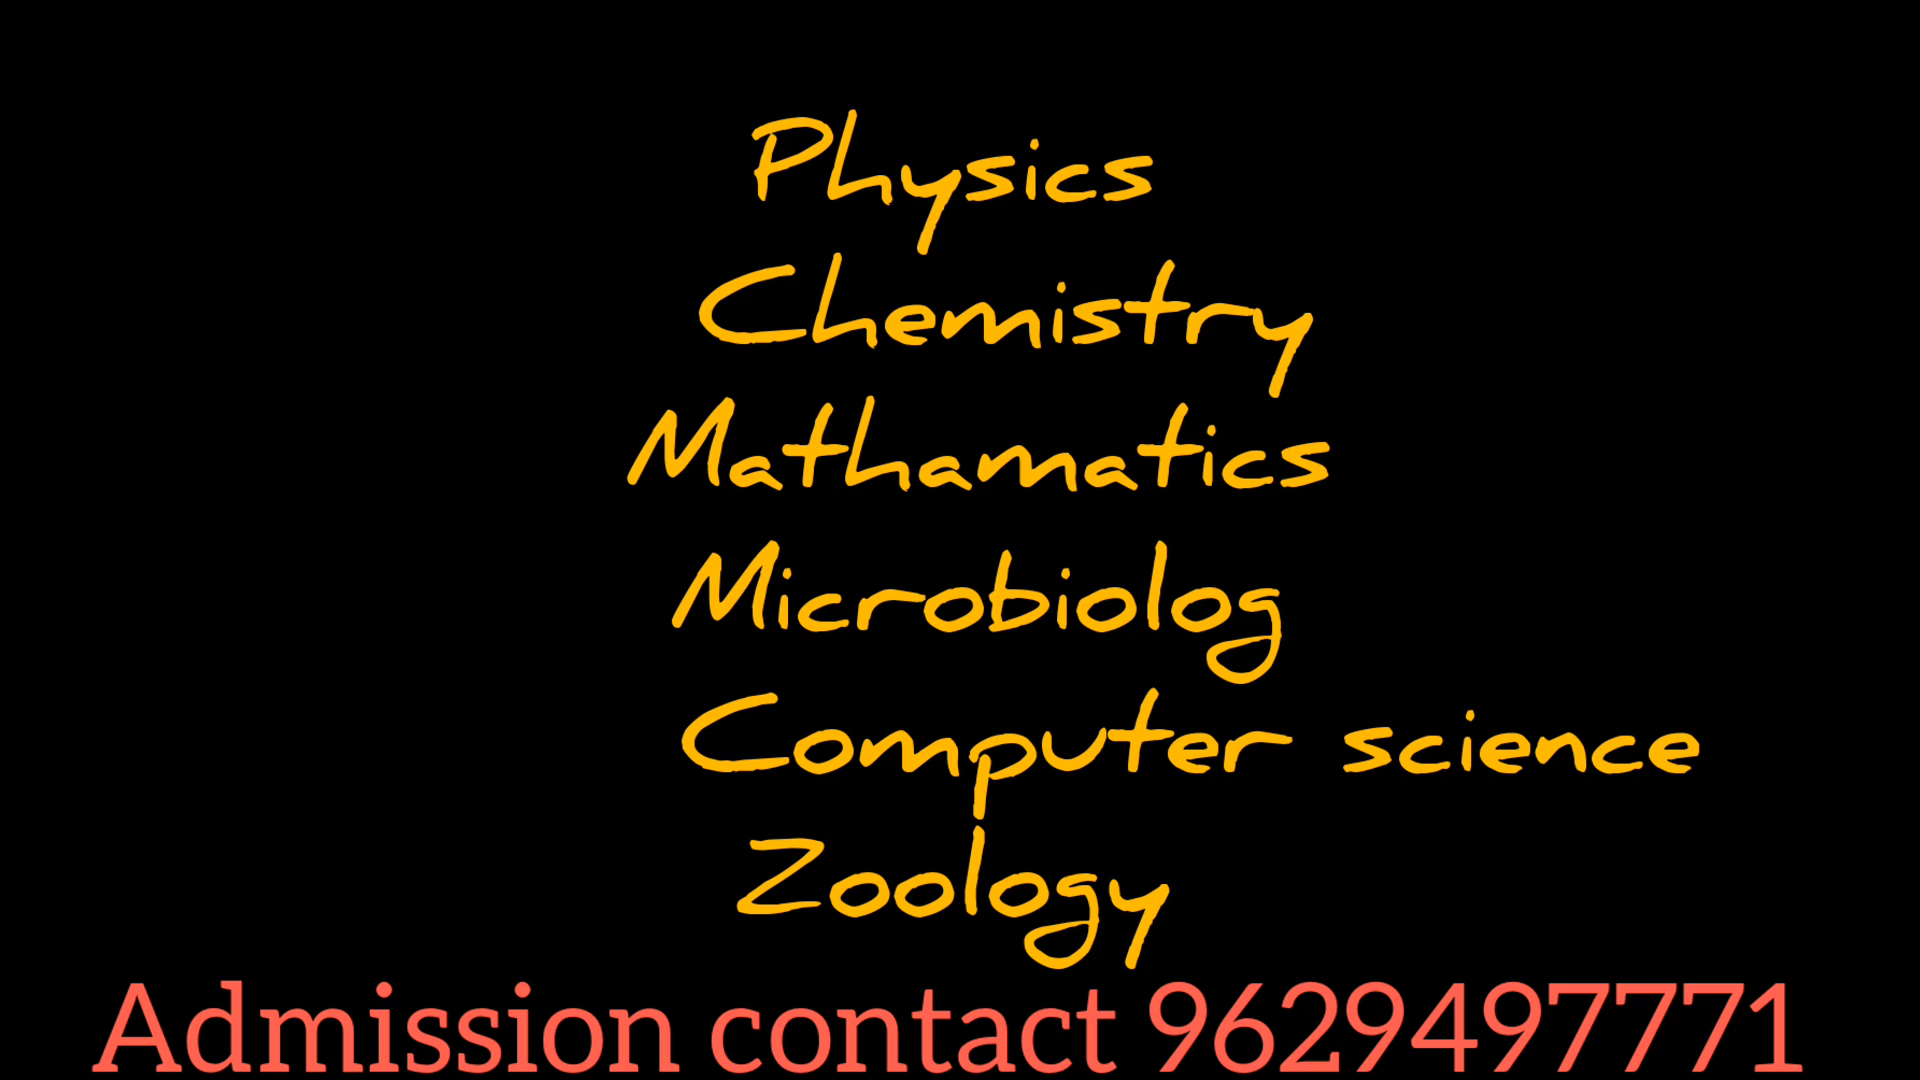 Physics
Chemistry
Mathamatics
Microbiolog
Computer science
Zoology
Admission contact 9629497771